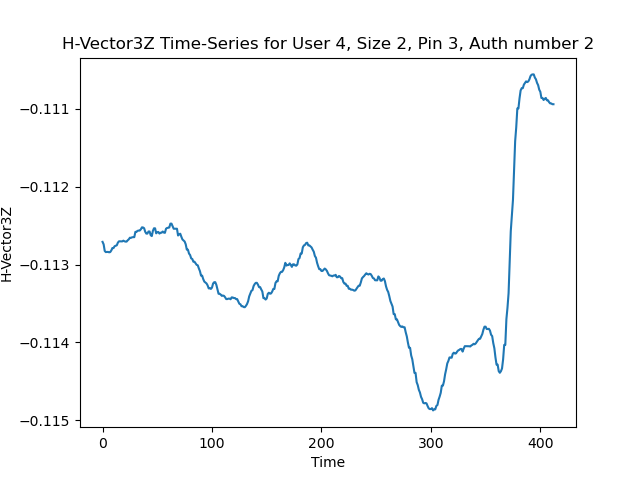 H-Vector3Z Time-Series for User 4, Size 2, Pin 3, Auth number 2
H-Vector3Z
−0.111
−0.112
−0.113
−0.114
−0.115
0 100 200 300 400
Time